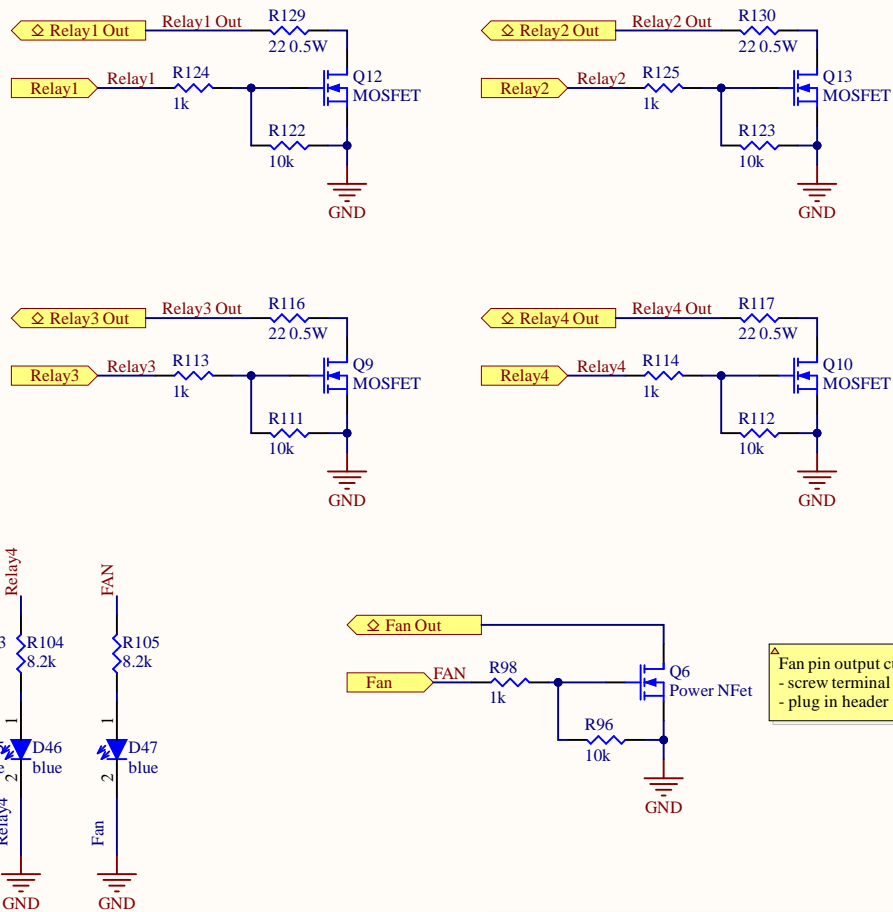 R129
Relay1 Out
Relay1 Out
22 0.5W
Q12
MOSFET
Relay1
Relay1
R124
1k
R122
10k
GND
R130
Relay2 Out
Relay2 Out
22 0.5W
Q13
MOSFET
Relay2
Relay2
R125
1k
R123
10k
GND
R116
Relay3 Out
Relay3 Out
22 0.5W
Q9
MOSFET
Relay3
Relay3
R113
1k
R111
10k
GND
R117
Relay4 Out
Relay4 Out
22 0.5W
Q10
MOSFET
Relay4
Relay4
R114
1k
R112
10k
GND
Relay4
3
R104
8.2k
1
D46
blue
2
Relay4
GND
FAN
R105
8.2k
1
D47
blue
2
Fan
GND
Fan Out
Fan
FAN
R98
1k
Q6
Power NFet
R96
10k
GND
Fan pin output
- screw terminal
- plug in header